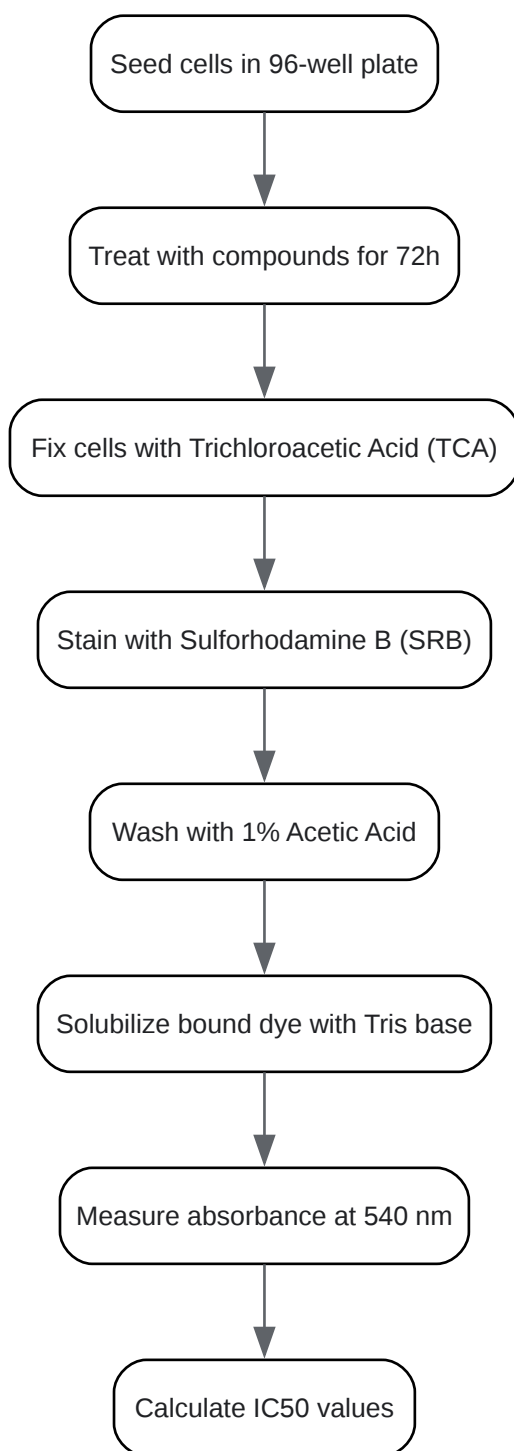 Seed cells in 96-well plate
Treat with compounds for 72h
Fix cells with Trichloroacetic Acid (TCA)
Stain with Sulforhodamine B (SRB)
Wash with 1% Acetic Acid
Solubilize bound dye with Tris base
Measure absorbance at 540 nm
Calculate IC50 values